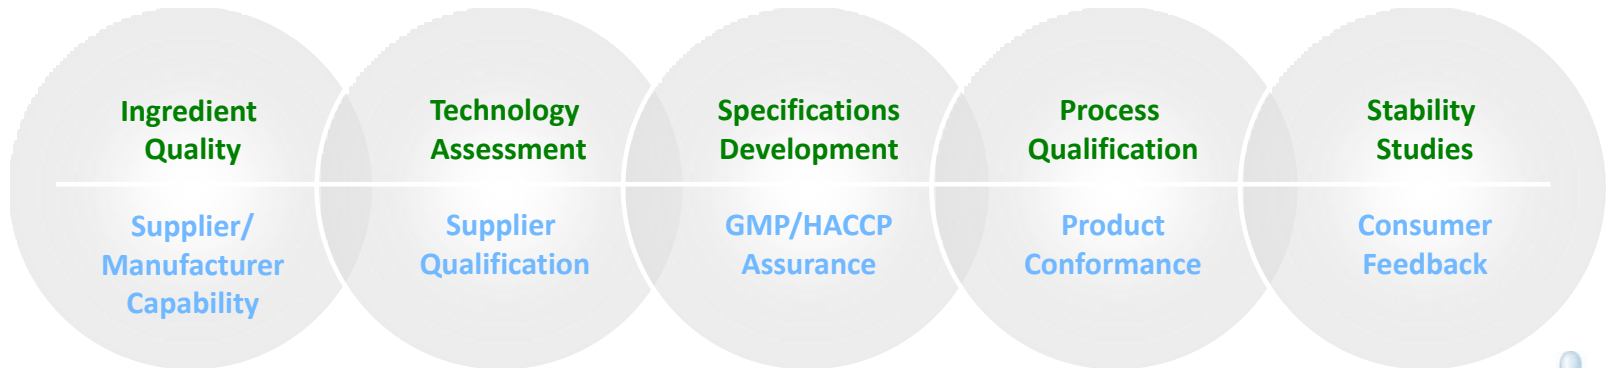 Ingredient
Quality
Technology
Assessment
Specifications
Development
Process
Qualification
Stability
Studies
Supplier/
Manufacturer
Capability
Supplier
Qualification
GMP/HACCP
Assurance
Product
Conformance
Consumer
Feedback